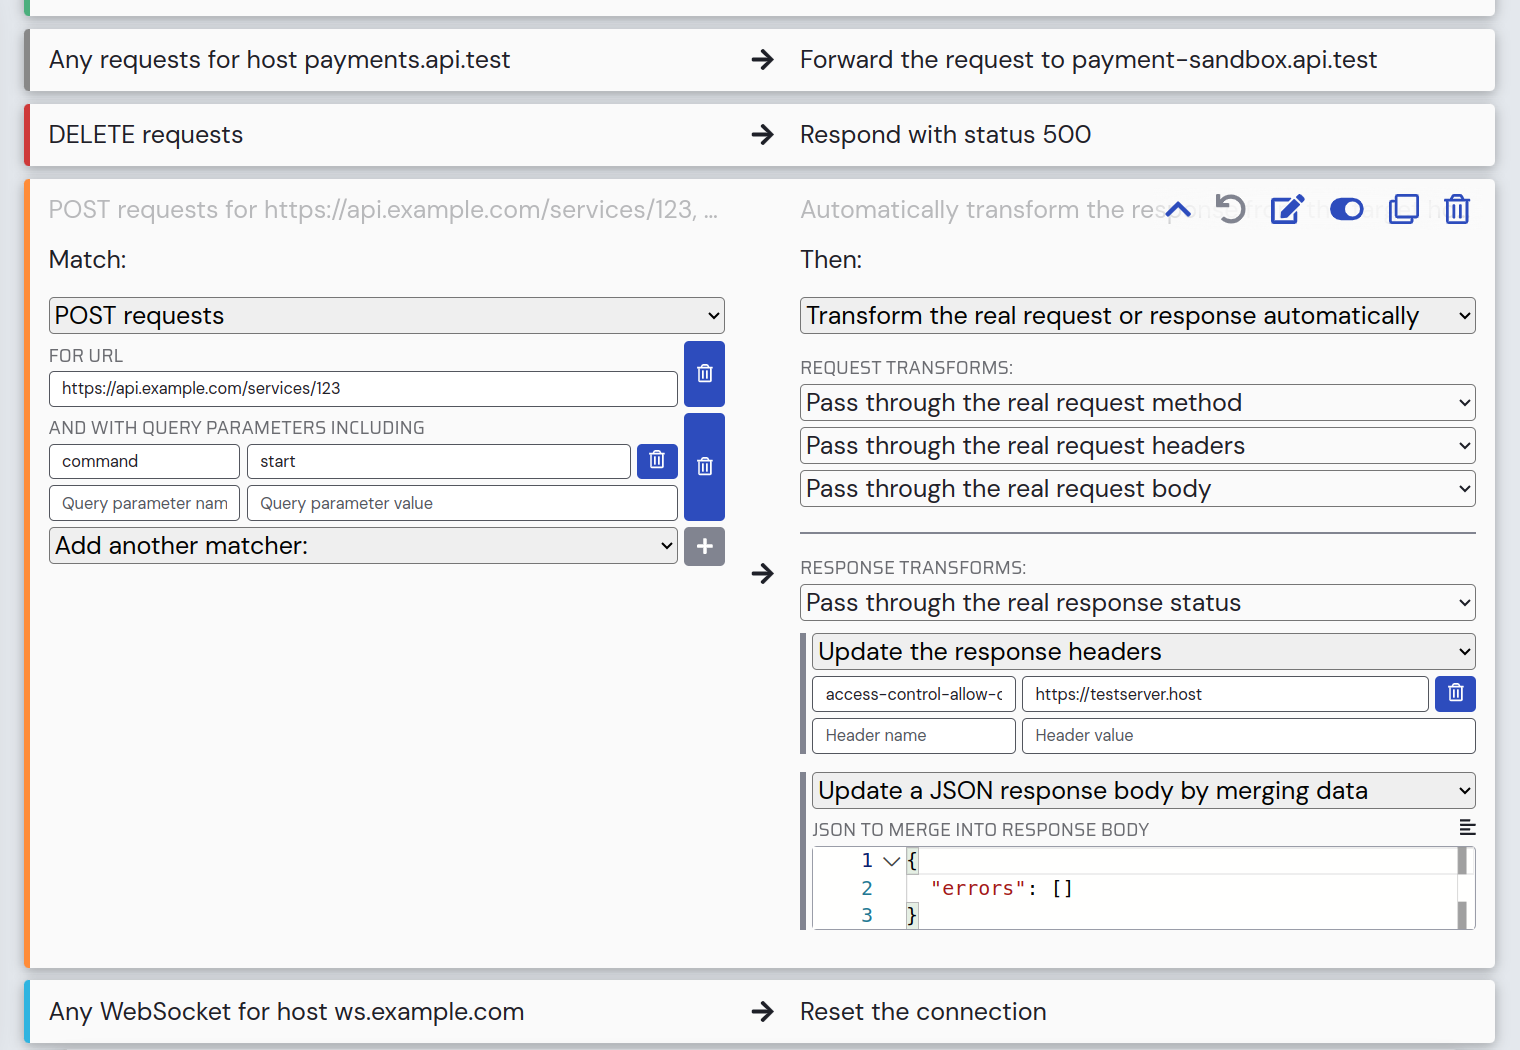 Any requests for host payments.api.test
Forward the request to payment-sandbox.api.test
DELETE requests
Respond with status 500
POST requests for https://api.example.com/services/123, ...
Automatically transform the response from the
Match:
POST requests
FOR URL
https://api.example.com/services/123
AND WITH QUERY PARAMETERS INCLUDING
command
start
Query parameter nam
Query parameter value
Add another matcher:
Then:
Transform the real request or response automatically
REQUEST TRANSFORMS:
Pass through the real request method
Pass through the real request headers
Pass through the real request body
RESPONSE TRANSFORMS:
Pass through the real response status
Update the response headers
access-control-allow-o
https://testserver.host
Header name
Header value
Update a JSON response body by merging data
JSON TO MERGE INTO RESPONSE BODY
1 {
2 "errors": []
3 }
Any WebSocket for host ws.example.com
Reset the connection